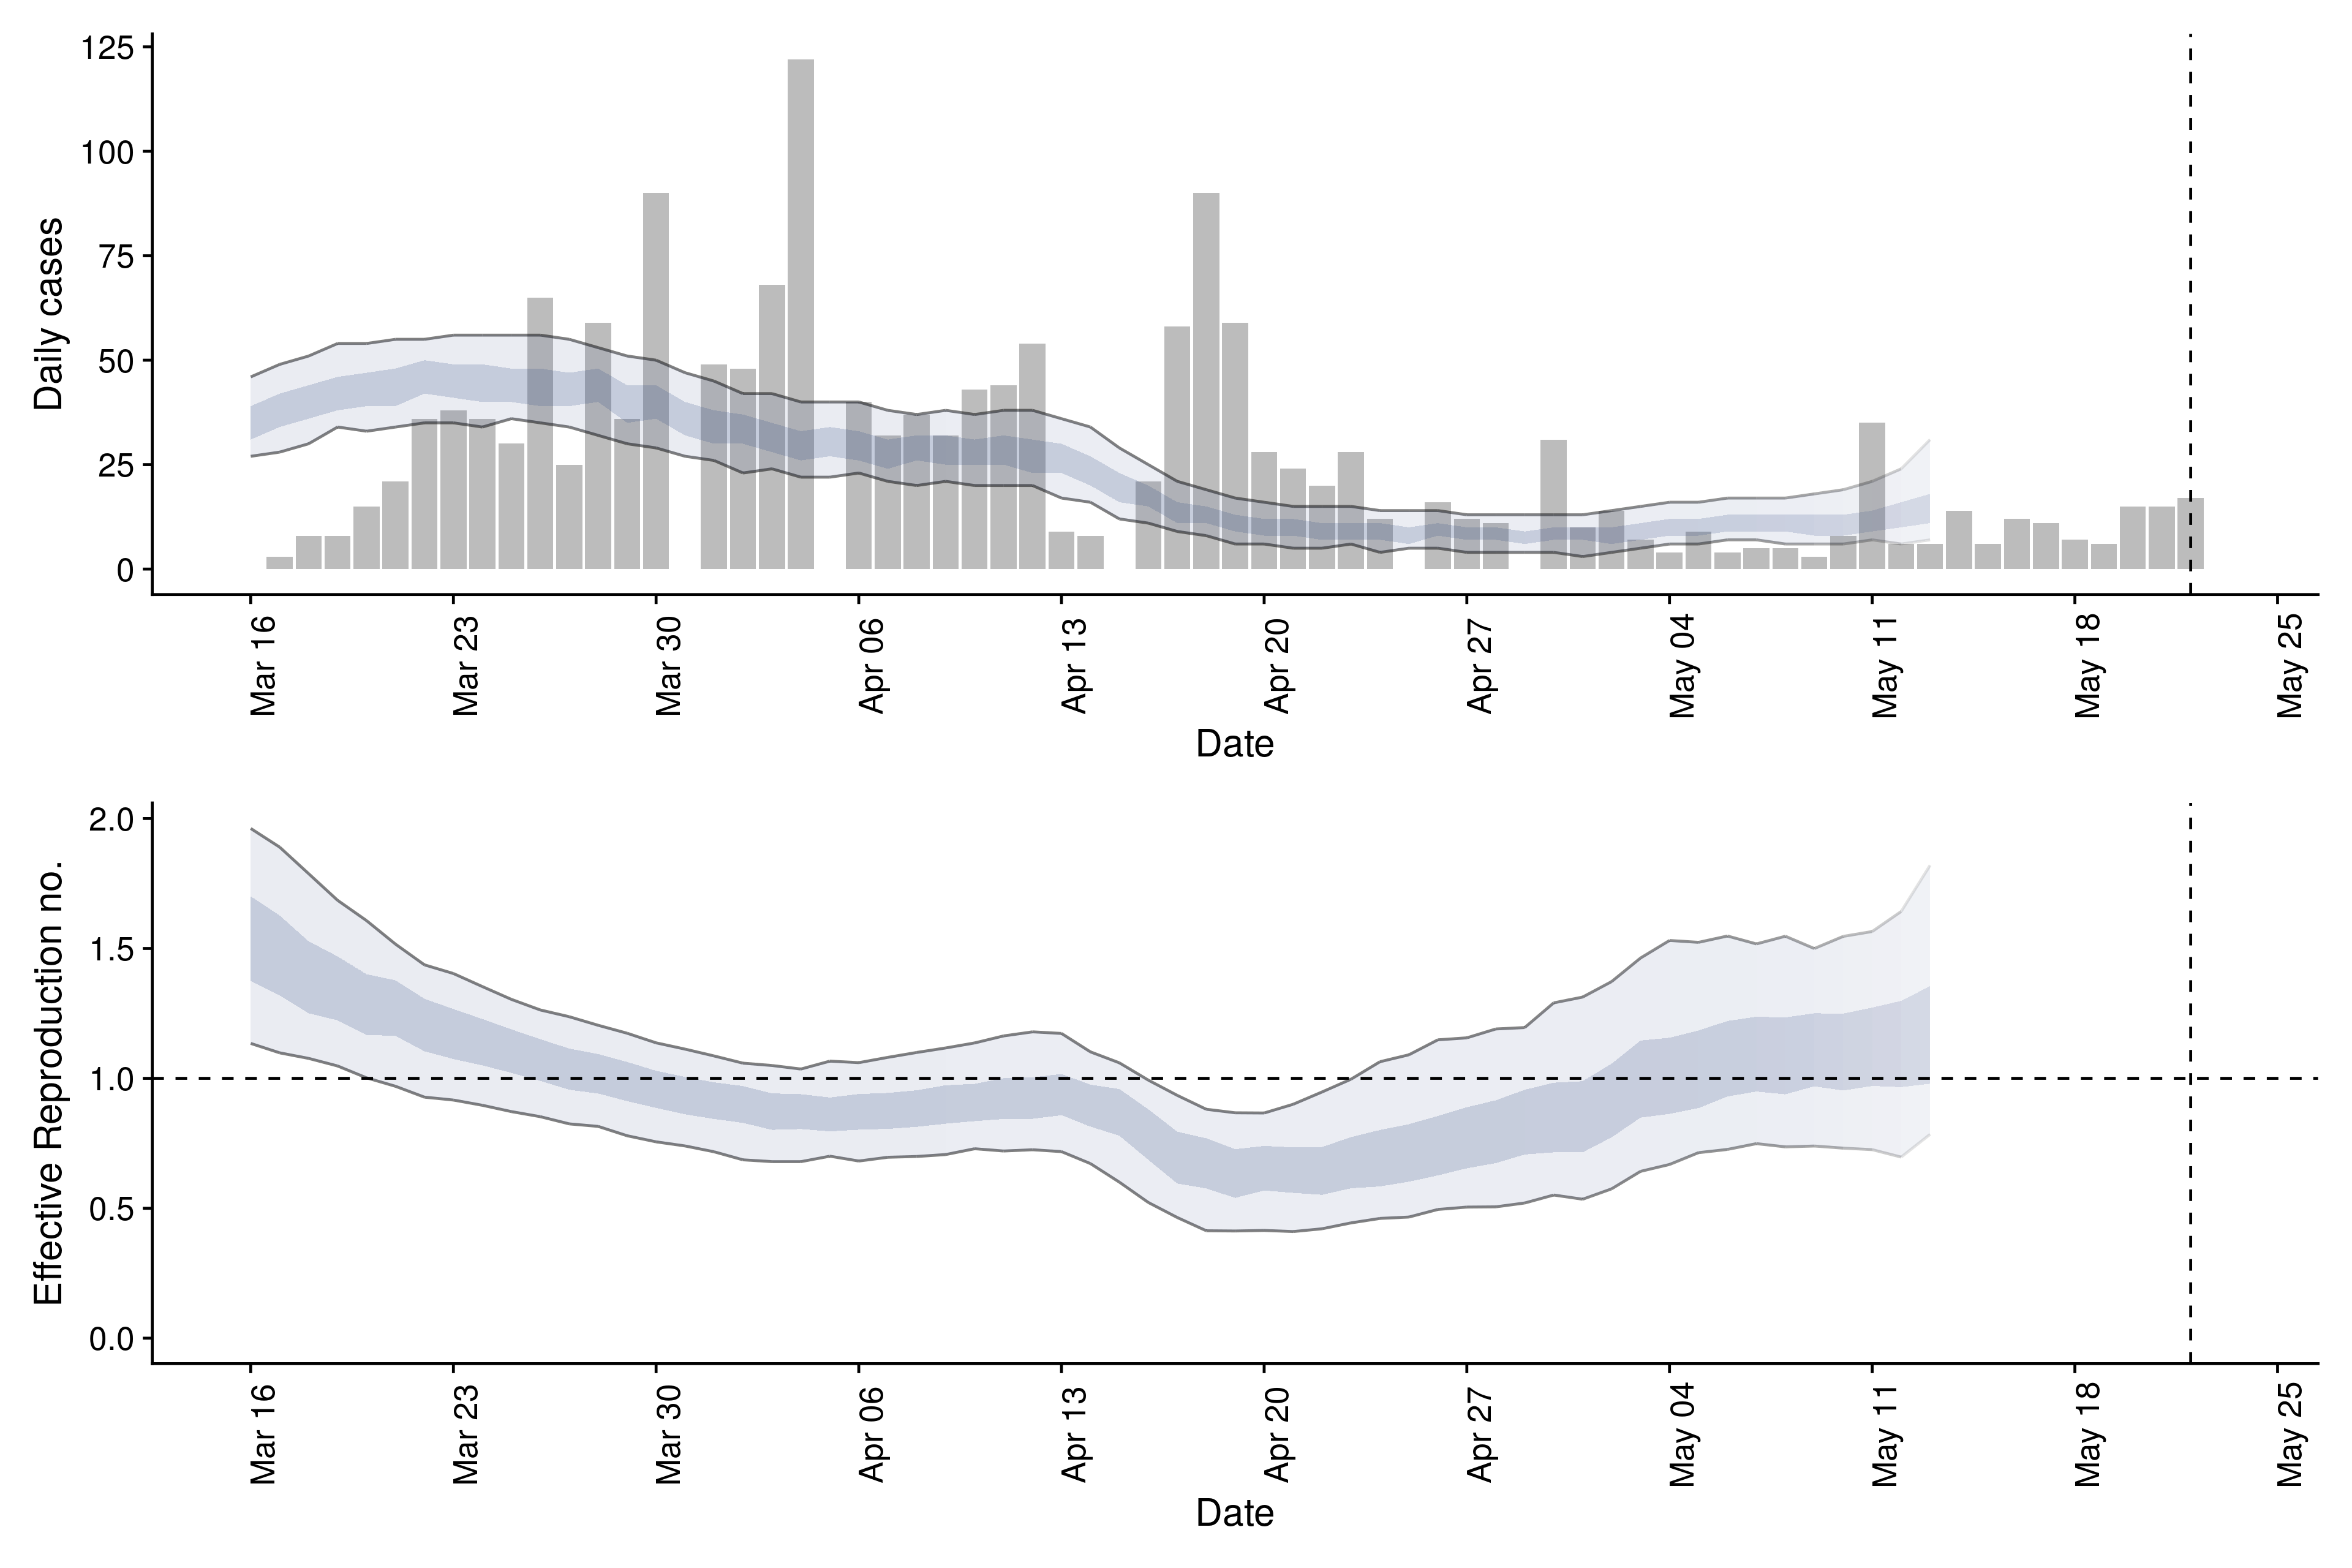 Daily cases
125
100
75
50
25
0
Mar 16
Mar 23
Mar 30
Apr 06
Apr 13
Apr 20
Apr 27
May 04
May 11
May 18
May 25
Date
Effective Reproduction no.
2.0
1.5
1.0
0.5
0.0
Mar 16
Mar 23
Mar 30
Apr 06
Apr 13
Apr 20
Apr 27
May 04
May 11
May 18
May 25
Date